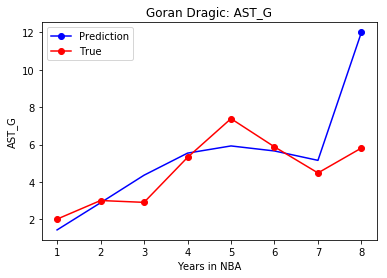 Goran Dragic: AST_G
Prediction
True
AST_G
12
10
8
6
4
2
1 2 3 4 5 6 7 8
Years in NBA